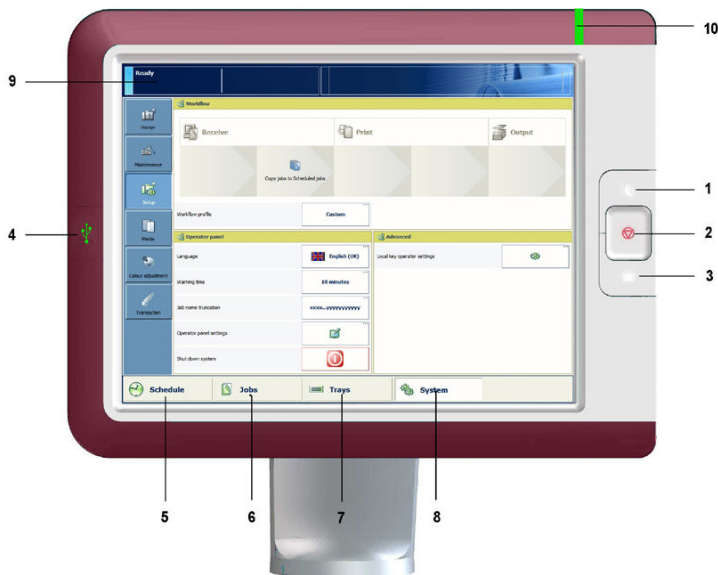 10
Ready
9
Workflow
Printer
Receive
Print
Output
Maintenance
Copy jobs to Scheduled jobs.
1
Setup
Workflow profile
Custom
2
4
Media
Operator panel
Advanced
Language
English (UK)
Local key operator settings
3
Colour adjustment
Warning time
10 minutes
Transaction
Job name truncation
xxxx...yyyyyyyyyyy
Operator panel settings
Shut down system
Schedule
Jobs
Trays
System
5
6
7
8